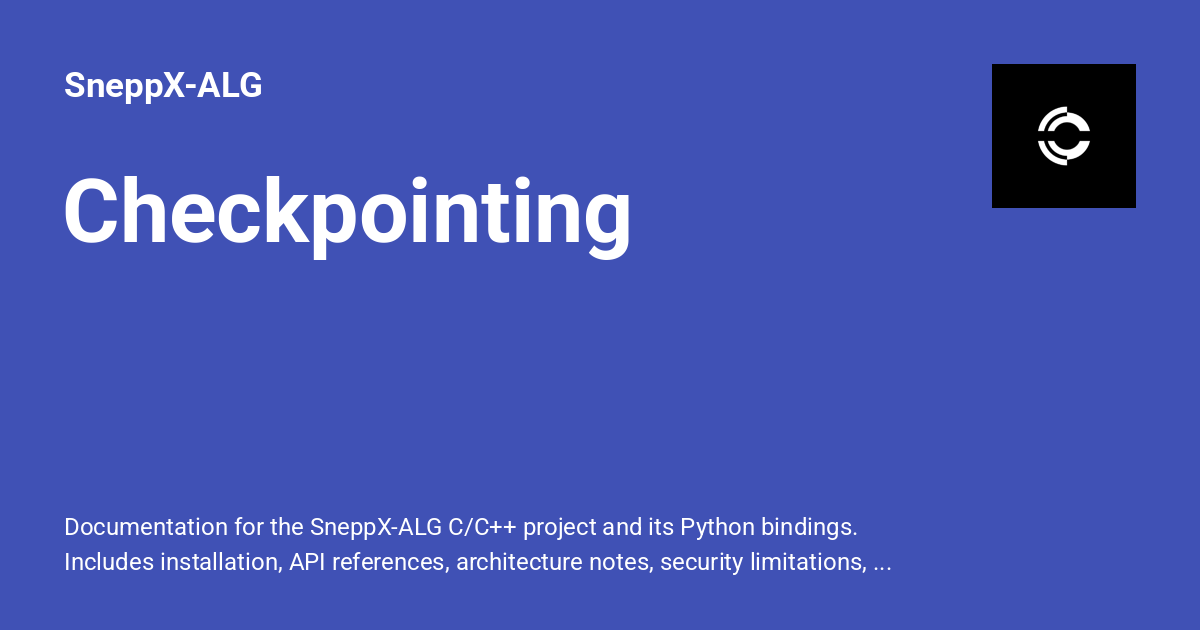 SneppX-ALG
Checkpointing
Documentation for the SneppX-ALG C/C++ project and its Python bindings.
Includes installation, API references, architecture notes, security limitations, ...